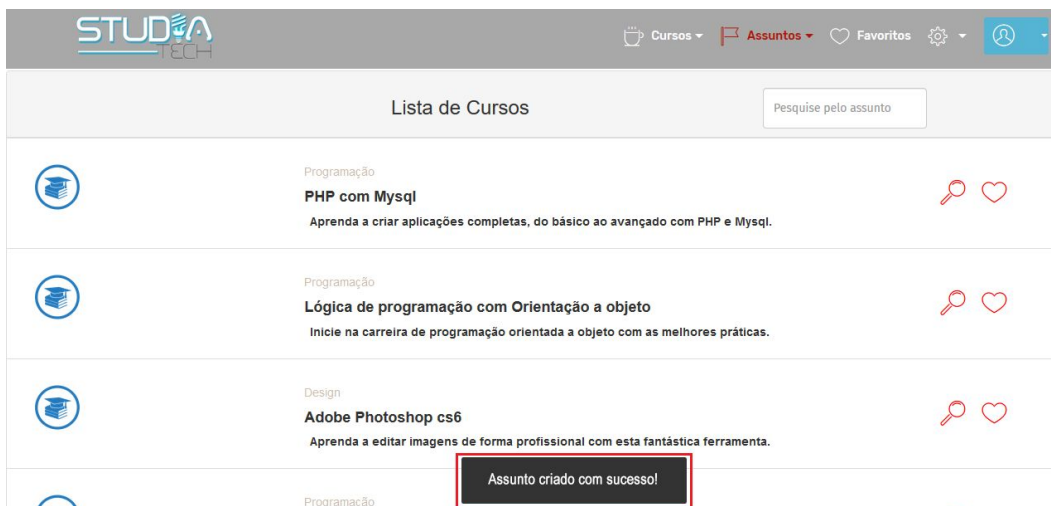 STUDIA
TECH
Cursos
Assuntos
Favoritos
Lista de Cursos
Pesquise pelo assunto
Programação
PHP com Mysql
Aprenda a criar aplicações completas, do básico ao avançado com PHP e Mysql.
Programação
Lógica de programação com Orientação a objeto
Inicie na carreira de programação orientada a objeto com as melhores práticas.
Design
Adobe Photoshop cs6
Aprenda a editar imagens de forma profissional com esta fantástica ferramenta.
Assunto criado com sucesso!
Programação